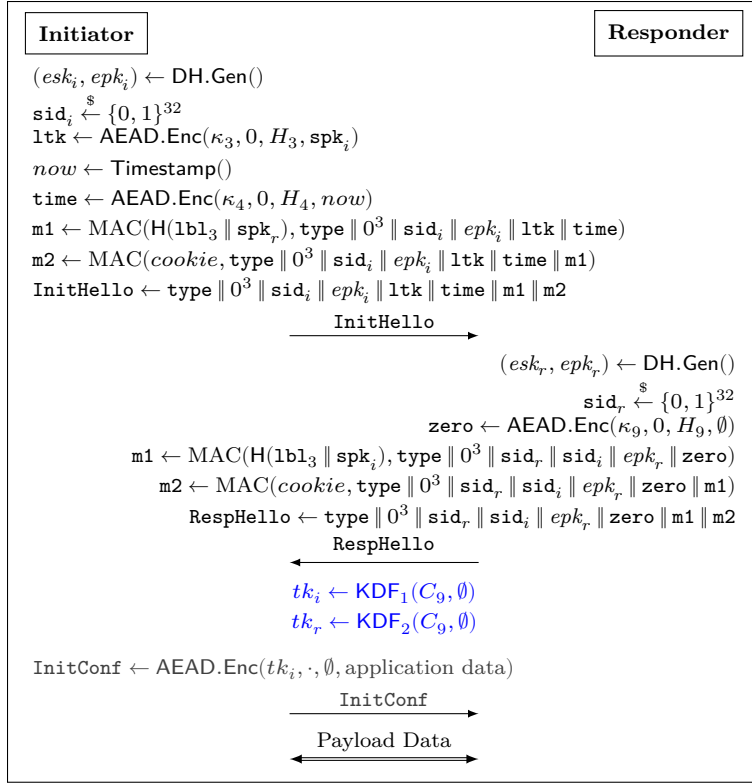 Initiator
Responder
(esk_i, epk_i) ← DH.Gen()
sid_i ←$ {0, 1}^32
ltk ← AEAD.Enc(κ_3, 0, H_3, spk_i)
now ← Timestamp()
time ← AEAD.Enc(κ_4, 0, H_4, now)
m1 ← MAC(H(lbl_3 ∥ spk_r), type ∥ 0^3 ∥ sid_i ∥ epk_i ∥ ltk ∥ time)
m2 ← MAC(cookie, type ∥ 0^3 ∥ sid_i ∥ epk_i ∥ ltk ∥ time ∥ m1)
InitHello ← type ∥ 0^3 ∥ sid_i ∥ epk_i ∥ ltk ∥ time ∥ m1 ∥ m2
InitHello
(esk_r, epk_r) ← DH.Gen()
sid_r ←$ {0, 1}^32
zero ← AEAD.Enc(κ_9, 0, H_9, ∅)
m1 ← MAC(H(lbl_3 ∥ spk_i), type ∥ 0^3 ∥ sid_r ∥ sid_i ∥ epk_r ∥ zero)
m2 ← MAC(cookie, type ∥ 0^3 ∥ sid_r ∥ sid_i ∥ epk_r ∥ zero ∥ m1)
RespHello ← type ∥ 0^3 ∥ sid_r ∥ sid_i ∥ epk_r ∥ zero ∥ m1 ∥ m2
RespHello
tk_i ← KDF_1(C_9, ∅)
tk_r ← KDF_2(C_9, ∅)
InitConf ← AEAD.Enc(tk_i, ·, ∅, application data)
InitConf
Payload Data